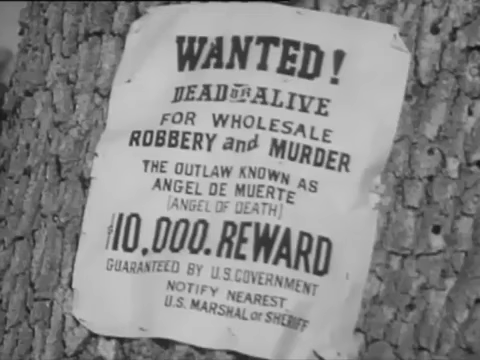 WANTED!
DEAD OR ALIVE
FOR WHOLESALE
ROBBERY and MURDER
THE OUTLAW KNOWN AS
ANGEL DE MUERTE
[ANGEL OF DEATH]
$10,000. REWARD
GUARANTEED BY U.S. GOVERNMENT
NOTIFY NEAREST
U.S. MARSHAL or SHERIFF